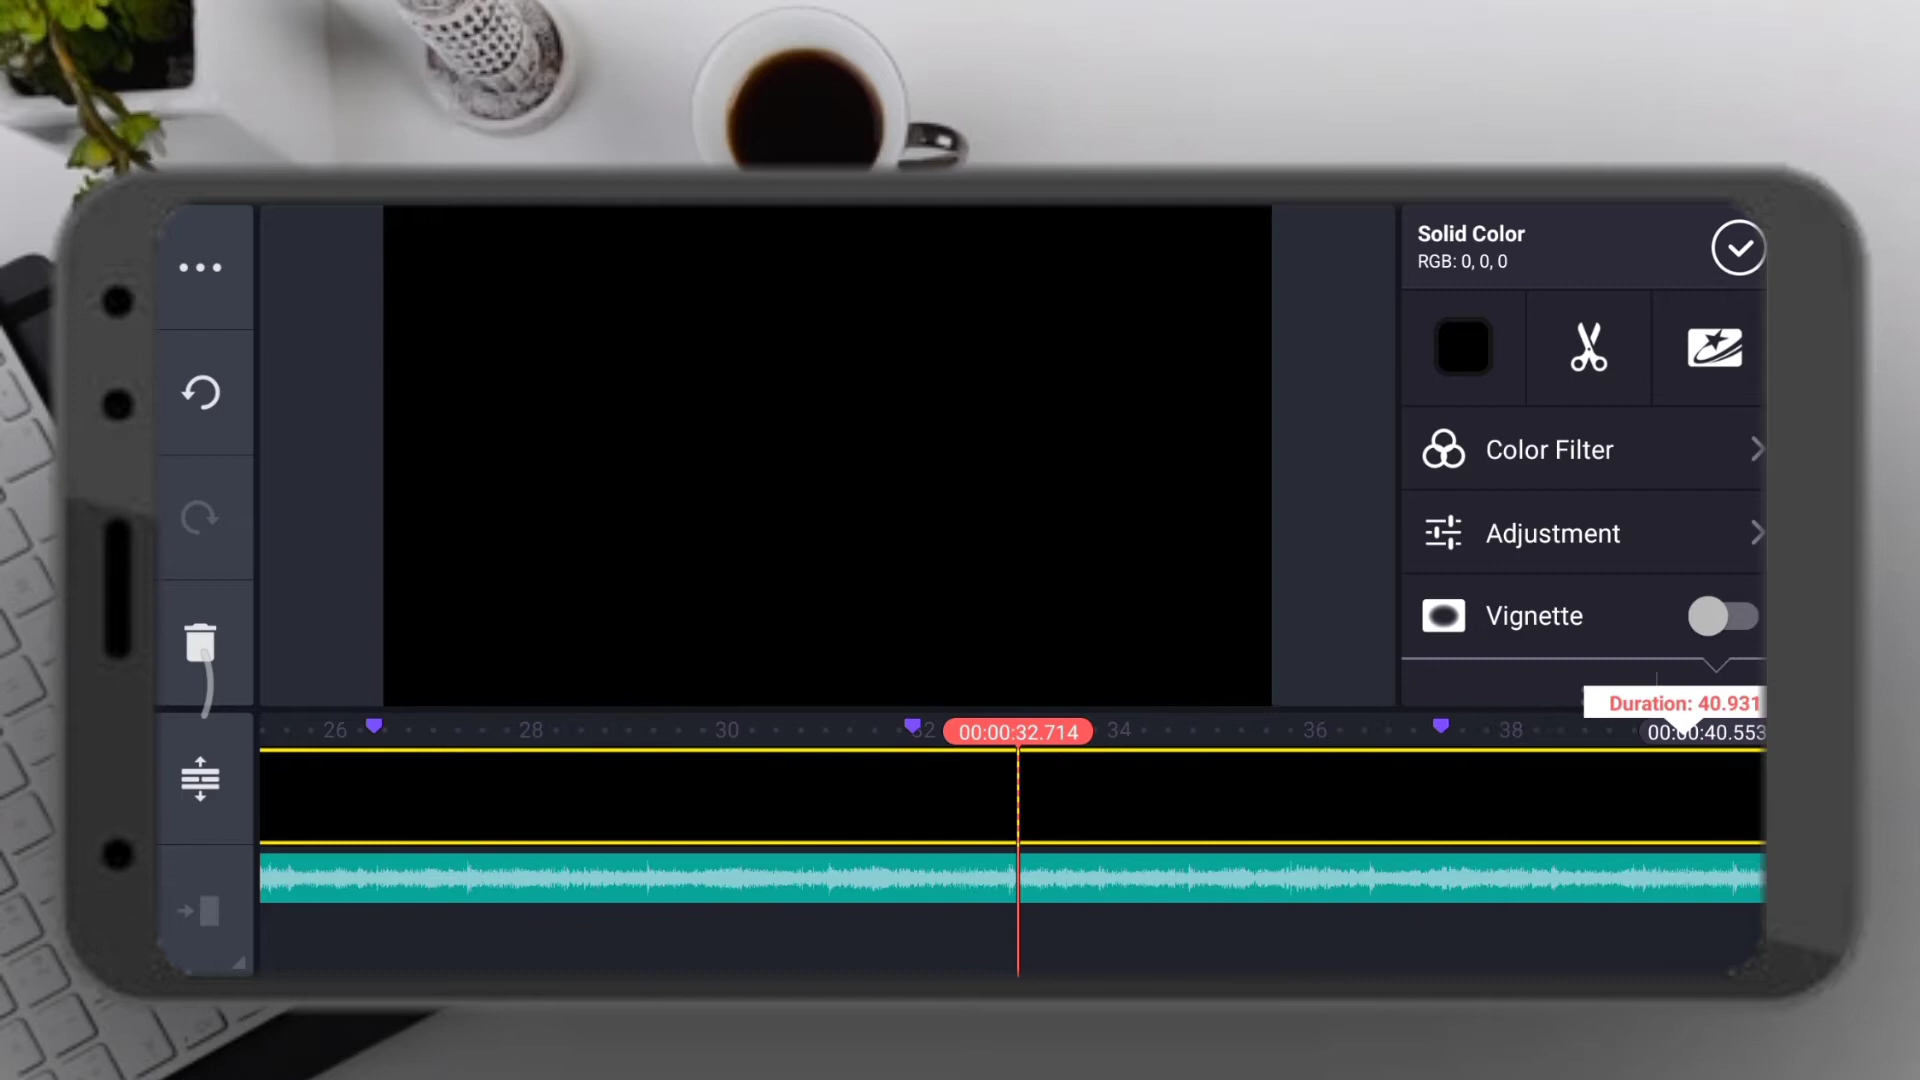 Solid Color
RGB: 0, 0, 0
Color Filter
Adjustment
Vignette
Duration: 40.931
26 28 30 32 00:00:32.714 34 36 38 00:00:40.553